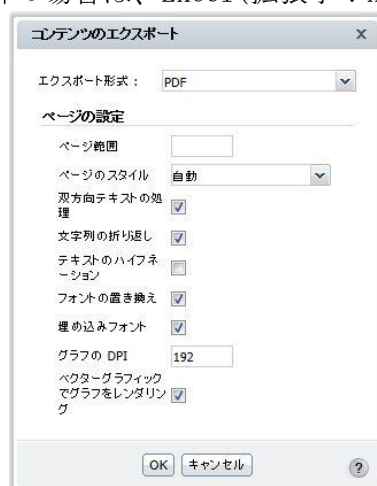 コンテンツのエクスポート x
エクスポート形式： PDF
ページの設定
ページ範囲
ページのスタイル 自動
双方向テキストの処
理
文字列の折り返し
テキストのハイフネ
ーション
フォントの置き換え
埋め込みフォント
グラフの DPI 192
ベクターグラフィック
でグラフをレンダリン
グ
OK キャンセル ?